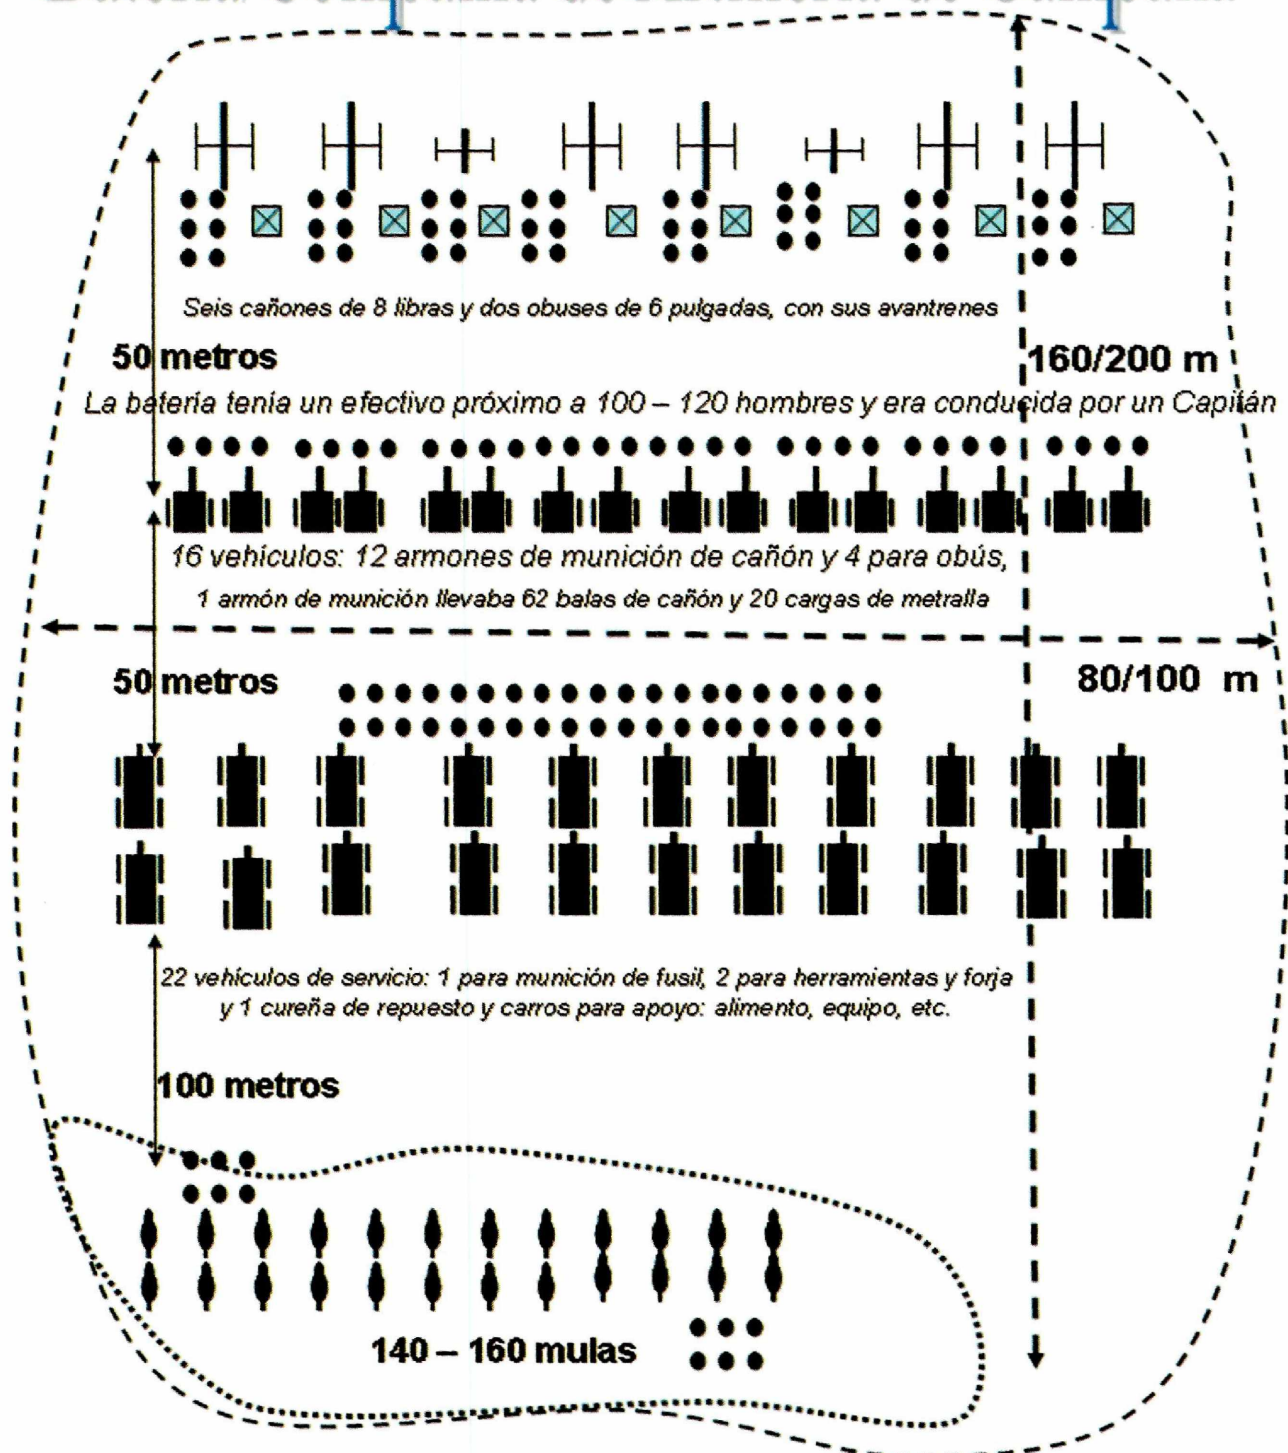 Seis cañones de 8 libras y dos obuses de 6 pulgadas, con sus avantrenes
50 metros
160/200 m
La batería tenía un efectivo próximo a 100 – 120 hombres y era conducida por un Capitán
16 vehículos: 12 armones de munición de cañón y 4 para obús,
1 armón de munición llevaba 62 balas de cañón y 20 cargas de metralla
50 metros
80/100 m
22 vehículos de servicio: 1 para munición de fusil, 2 para herramientas y forja
y 1 cureña de repuesto y carros para apoyo: alimento, equipo, etc.
100 metros
140 – 160 mulas